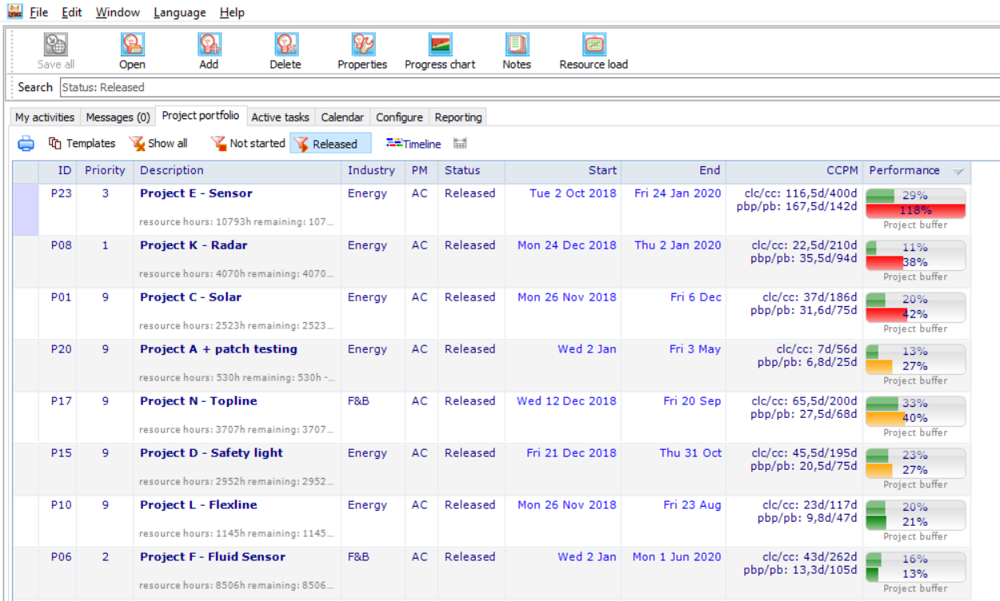 File Edit Window Language Help
Save all Open Add Delete Properties Progress chart Notes Resource load
Search Status: Released
My activities Messages (0) Project portfolio Active tasks Calendar Configure Reporting
Templates Show all Not started Released Timeline
ID Priority Description Industry PM Status Start End CCPM Performance
P23 3 Project E - Sensor Energy AC Released Tue 2 Oct 2018 Fri 24 Jan 2020 clc/cc: 116,5d/400d 29%
pbp/pb: 167,5d/142d 118%
resource hours: 10793h remaining: 107... Project buffer
P08 1 Project K - Radar Energy AC Released Mon 24 Dec 2018 Thu 2 Jan 2020 clc/cc: 22,5d/210d 11%
pbp/pb: 35,5d/94d 38%
resource hours: 4070h remaining: 4070... Project buffer
P01 9 Project C - Solar Energy AC Released Mon 26 Nov 2018 Fri 6 Dec clc/cc: 37d/186d 20%
pbp/pb: 31,6d/75d 42%
resource hours: 2523h remaining: 2523... Project buffer
P20 9 Project A + patch testing Energy AC Released Wed 2 Jan Fri 3 May clc/cc: 7d/56d 13%
pbp/pb: 6,8d/25d 27%
resource hours: 530h remaining: 530h -... Project buffer
P17 9 Project N - Topline F&B AC Released Wed 12 Dec 2018 Fri 20 Sep clc/cc: 65,5d/200d 33%
pbp/pb: 27,5d/68d 40%
resource hours: 3707h remaining: 3707... Project buffer
P15 9 Project D - Safety light Energy AC Released Fri 21 Dec 2018 Thu 31 Oct clc/cc: 45,5d/195d 23%
pbp/pb: 20,5d/75d 27%
resource hours: 2952h remaining: 2952... Project buffer
P10 9 Project L - Flexline Energy AC Released Mon 26 Nov 2018 Fri 23 Aug clc/cc: 23d/117d 20%
pbp/pb: 9,8d/47d 21%
resource hours: 1145h remaining: 1145... Project buffer
P06 2 Project F - Fluid Sensor F&B AC Released Wed 2 Jan Mon 1 Jun 2020 clc/cc: 43d/262d 16%
pbp/pb: 13,3d/105d 13%
resource hours: 8506h remaining: 8506... Project buffer